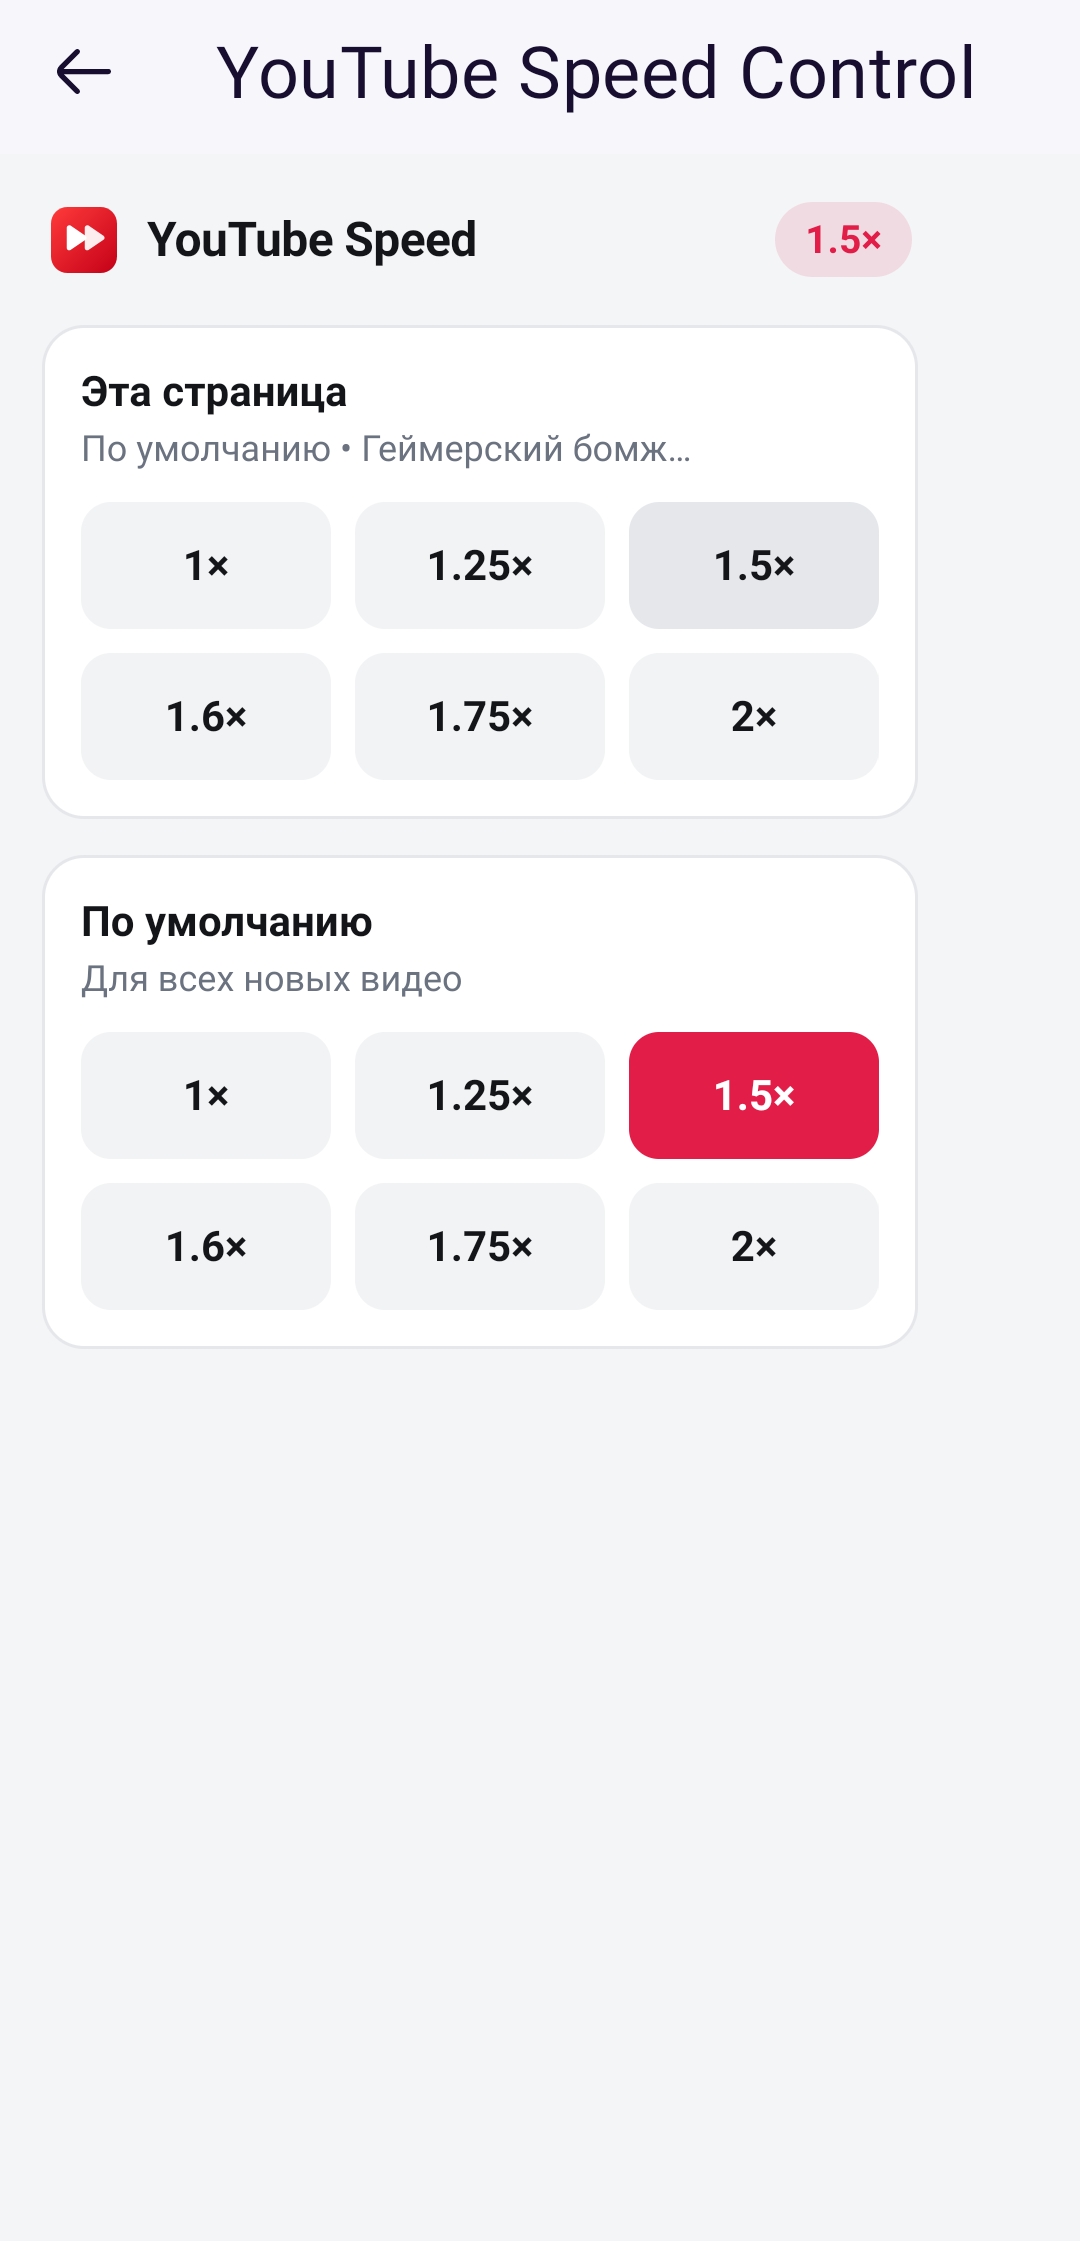 YouTube Speed Control
YouTube Speed 1.5×
Эта страница
По умолчанию • Геймерский бомж…
1× 1.25× 1.5×
1.6× 1.75× 2×
По умолчанию
Для всех новых видео
1× 1.25× 1.5×
1.6× 1.75× 2×